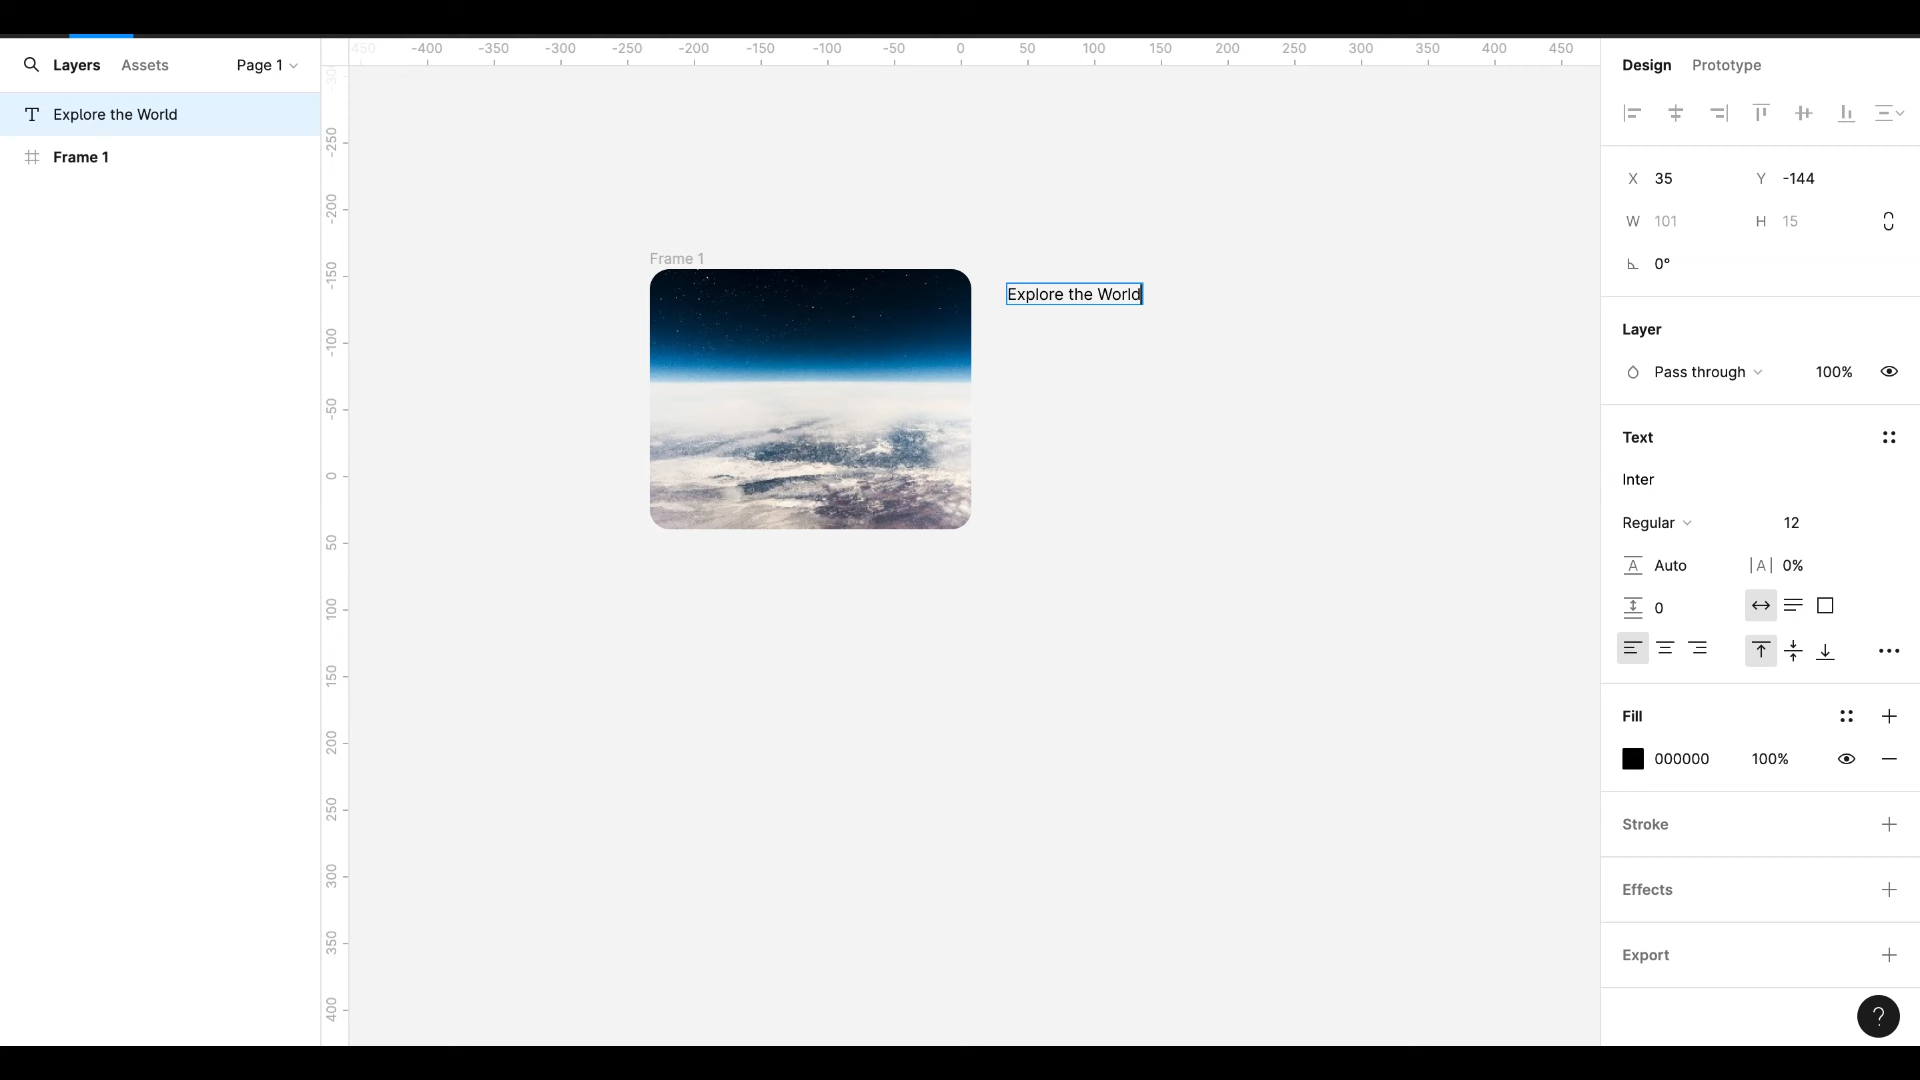 450 -400 -350 -300 -250 -200 -150 -100 -50 0 50 100 150 200 250 300 350 400 450
Layers Assets Page 1
Explore the World
Frame 1
-250
-200
-150
-100
-50
0
50
100
150
200
250
300
350
400
Frame 1
Explore the World
Design Prototype
X 35 Y -144
W 101 H 15
0°
Layer
Pass through 100%
Text
Inter
Regular 12
A Auto |A| 0%
0
Fill
000000 100%
Stroke
Effects
Export
?